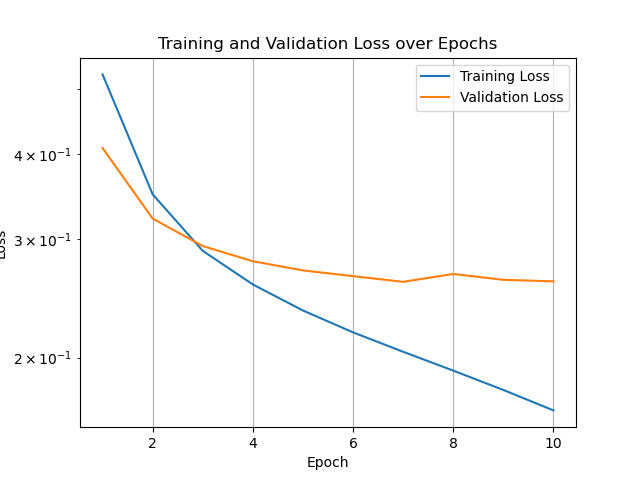 Training and Validation Loss over Epochs
Training Loss
Validation Loss
4 × 10⁻¹
3 × 10⁻¹
2 × 10⁻¹
Loss
2 4 6 8 10
Epoch